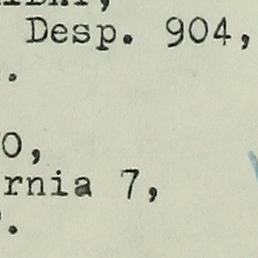 Desp. 904,
.
O,
rnia 7,
.